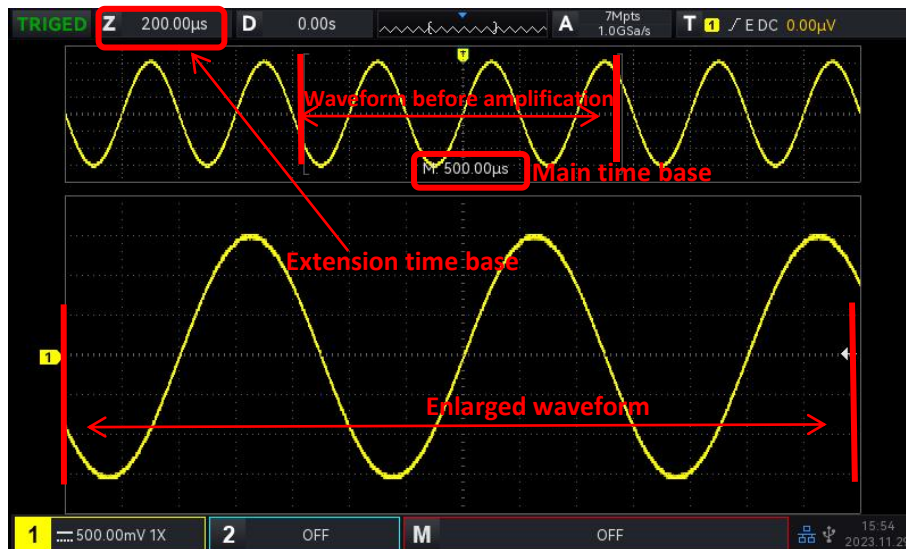 TRIGED Z 200.00μs D 0.00s A 7Mpts 1.0GSa/s T 1 E DC 0.00μV
T
Waveform before amplification
M: 500.00μs Main time base
Extension time base
1
Enlarged waveform
1 500.00mV 1X 2 OFF M OFF 15:54
2023.11.29